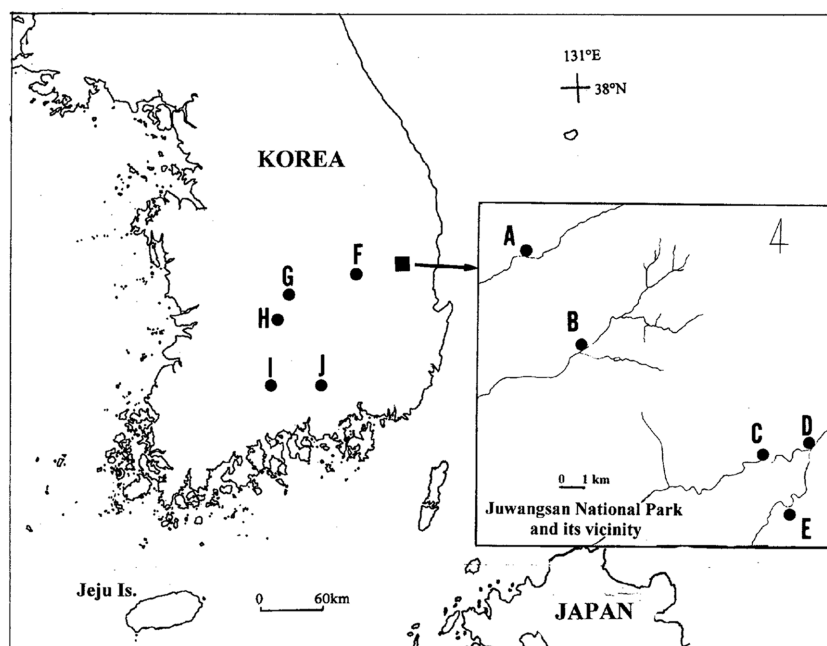 131°E
38°N
KOREA
4
A
F
G
B
H
I
J
D
C
0 1 km
Juwangsan National Park
and its vicinity
E
Jeju Is.
0 60km
JAPAN